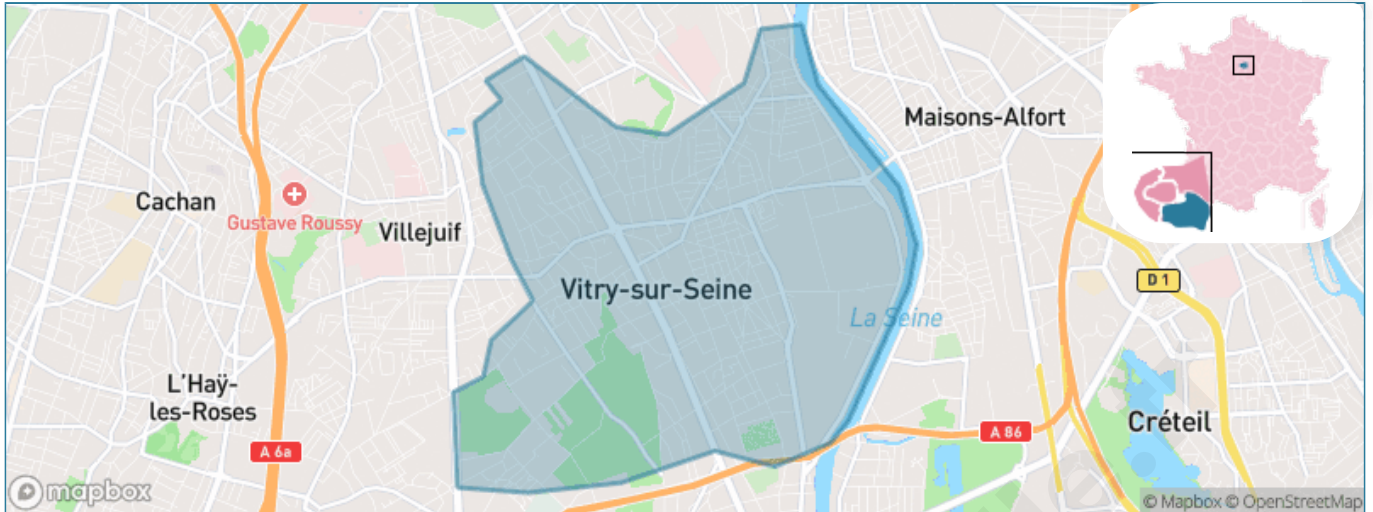 Maisons-Alfort
Cachan
Gustave Roussy
Villejuif
D 1
Vitry-sur-Seine
La Seine
L'Haÿ-
les-Roses
Créteil
A 86
A 6a
mapbox
© Mapbox © OpenStreetMap